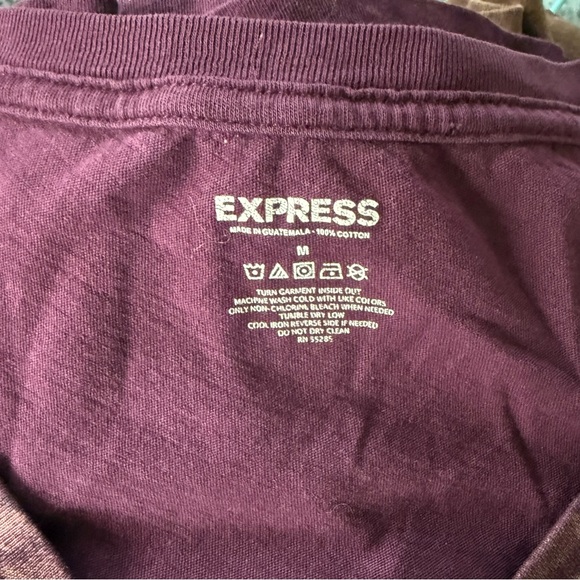 EXPRESS
MADE IN GUATEMALA - 100% COTTON
M
TURN GARMENT INSIDE OUT
MACHINE WASH COLD WITH LIKE COLORS
ONLY NON-CHLORINE BLEACH WHEN NEEDED
TUMBLE DRY LOW
COOL IRON REVERSE SIDE IF NEEDED
DO NOT DRY CLEAN
RN 55285